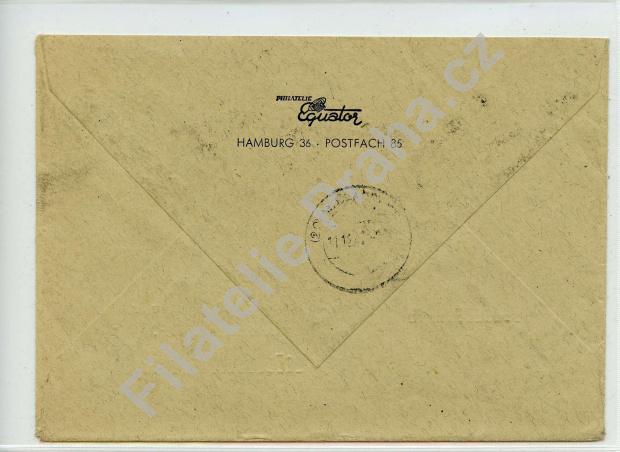 PHILATELIE
Equator
HAMBURG 36 · POSTFACH 85
Filatelie Praha.cz